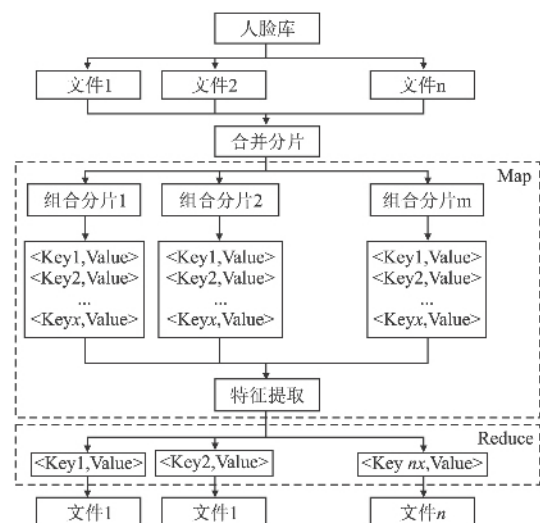 人脸库
文件1
文件2
文件n
合并分片
Map
组合分片1
组合分片2
组合分片m
<Key1,Value>
<Key2,Value>
...
<Keyx,Value>
<Key1,Value>
<Key2,Value>
...
<Keyx,Value>
<Key1,Value>
<Key2,Value>
...
<Keyx,Value>
特征提取
Reduce
<Key1,Value>
<Key2,Value>
<Key nx,Value>
文件1
文件1
文件n